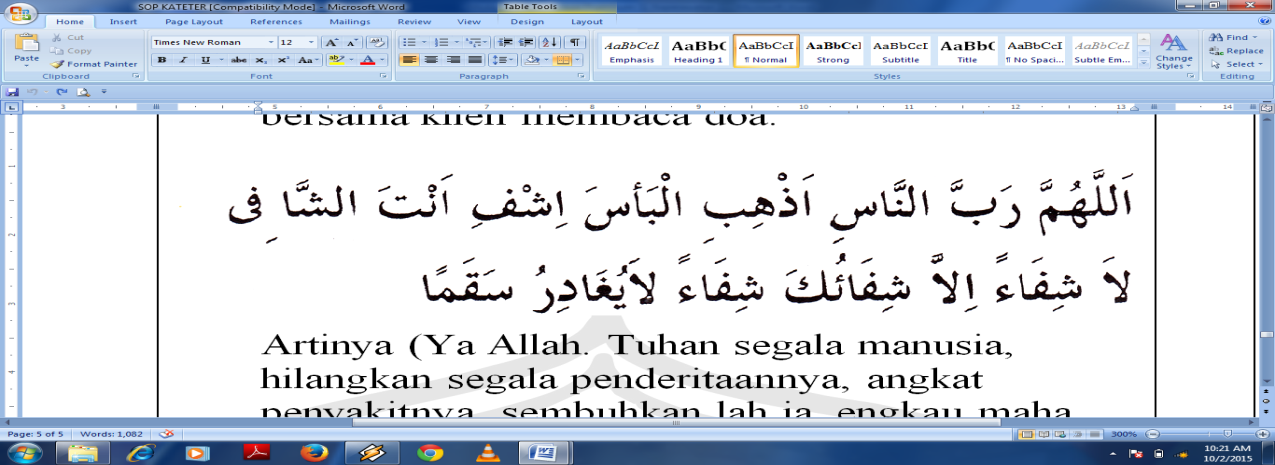 SOP KATETER [Compatibility Mode] - Microsoft Word
Table Tools
Home Insert Page Layout References Mailings Review View Design Layout
Cut
Copy
Format Painter
Paste
Times New Roman 12
AaBbCcI AaBbC AaBbCcI AaBbCcI AaBbCcI AaBbC AaBbCcI AaBbCcI
Emphasis Heading 1 ¶ Normal Strong Subtitle Title ¶ No Spaci... Subtle Em...
Change Styles
Find
Replace
Select
Clipboard Font Paragraph Styles Editing
bersama klien membaca doa.
اَللَّهُمَّ رَبَّ النَّاسِ اَذْهِبِ الْبَأسَ اِشْفِ اَنْتَ الشَّا فِى
لاَ شِفَاءً اِلاَّ شِفَائُكَ شِفَاءً لاَيُغَادِرُ سَقَمًا
Artinya (Ya Allah. Tuhan segala manusia,
hilangkan segala penderitaannya, angkat
penyakitnya, sembuhkan lah ia, engkau maha
Page: 5 of 5 Words: 1,082 300%
10:21 AM
10/2/2015